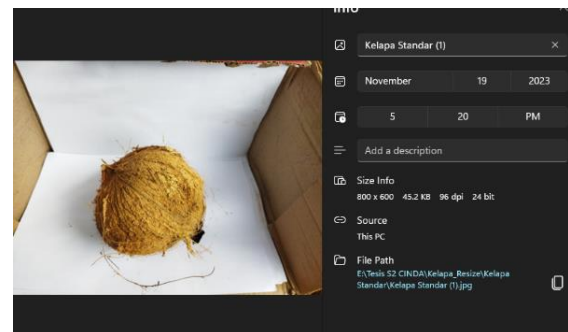 Info
Kelapa Standar (1)
November 19 2023
5 20 PM
Add a description
Size Info
800 x 600 45.2 KB 96 dpi 24 bit
Source
This PC
File Path
E:\Tesis S2 CINDA\Kelapa_Resize\Kelapa
Standar\Kelapa Standar (1).jpg